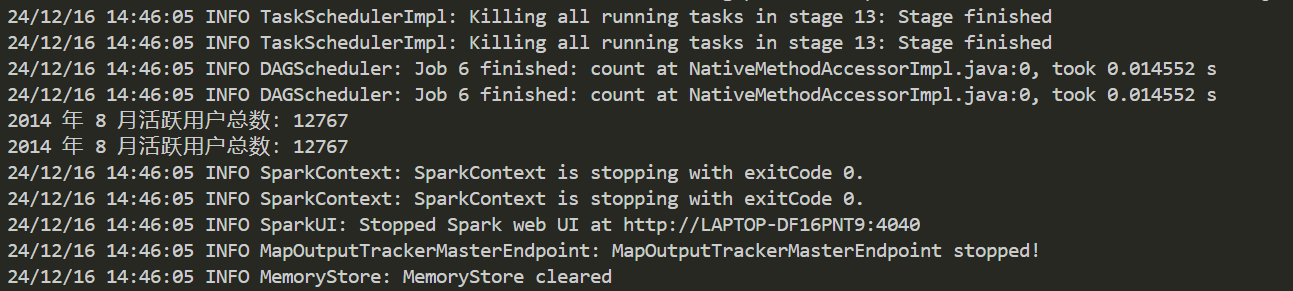 24/12/16 14:46:05 INFO TaskSchedulerImpl: Killing all running tasks in stage 13: Stage finished
24/12/16 14:46:05 INFO TaskSchedulerImpl: Killing all running tasks in stage 13: Stage finished
24/12/16 14:46:05 INFO DAGScheduler: Job 6 finished: count at NativeMethodAccessorImpl.java:0, took 0.014552 s
24/12/16 14:46:05 INFO DAGScheduler: Job 6 finished: count at NativeMethodAccessorImpl.java:0, took 0.014552 s
2014 年 8 月活跃用户总数: 12767
2014 年 8 月活跃用户总数: 12767
24/12/16 14:46:05 INFO SparkContext: SparkContext is stopping with exitCode 0.
24/12/16 14:46:05 INFO SparkContext: SparkContext is stopping with exitCode 0.
24/12/16 14:46:05 INFO SparkUI: Stopped Spark web UI at http://LAPTOP-DF16PNT9:4040
24/12/16 14:46:05 INFO MapOutputTrackerMasterEndpoint: MapOutputTrackerMasterEndpoint stopped!
24/12/16 14:46:05 INFO MemoryStore: MemoryStore cleared